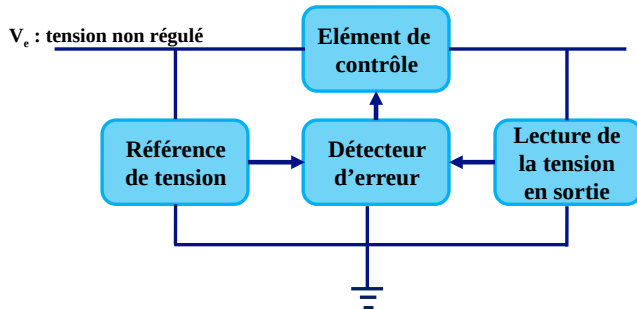 Vₑ : tension non régulé
Elément de
contrôle
Référence
de tension
Détecteur
d’erreur
Lecture de
la tension
en sortie